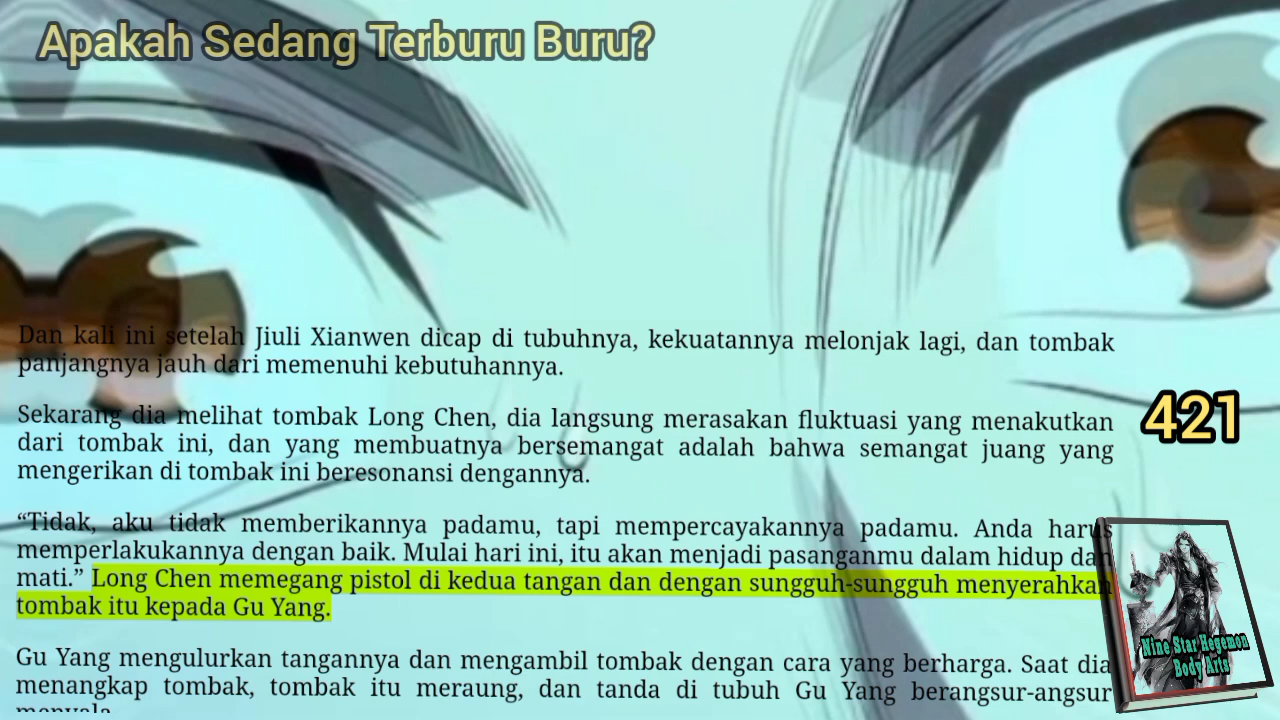 Apakah Sedang Terburu Buru?
Dan kali ini setelah Jiuli Xianwen dicap di tubuhnya, kekuatannya melonjak lagi, dan tombak
panjangnya jauh dari memenuhi kebutuhannya.
Sekarang dia melihat tombak Long Chen, dia langsung merasakan fluktuasi yang menakutkan
dari tombak ini, dan yang membuatnya bersemangat adalah bahwa semangat juang yang
mengerikan di tombak ini beresonansi dengannya.
421
“Tidak, aku tidak memberikannya padamu, tapi mempercayakannya padamu. Anda harus
memperlakukannya dengan baik. Mulai hari ini, itu akan menjadi pasanganmu dalam hidup dan
mati.” Long Chen memegang pistol di kedua tangan dan dengan sungguh-sungguh menyerahkan
tombak itu kepada Gu Yang.
Gu Yang mengulurkan tangannya dan mengambil tombak dengan cara yang berharga. Saat dia
menangkap tombak, tombak itu meraung, dan tanda di tubuh Gu Yang berangsur-angsur
menyala.
Nine Star Hegemon
Body Arts